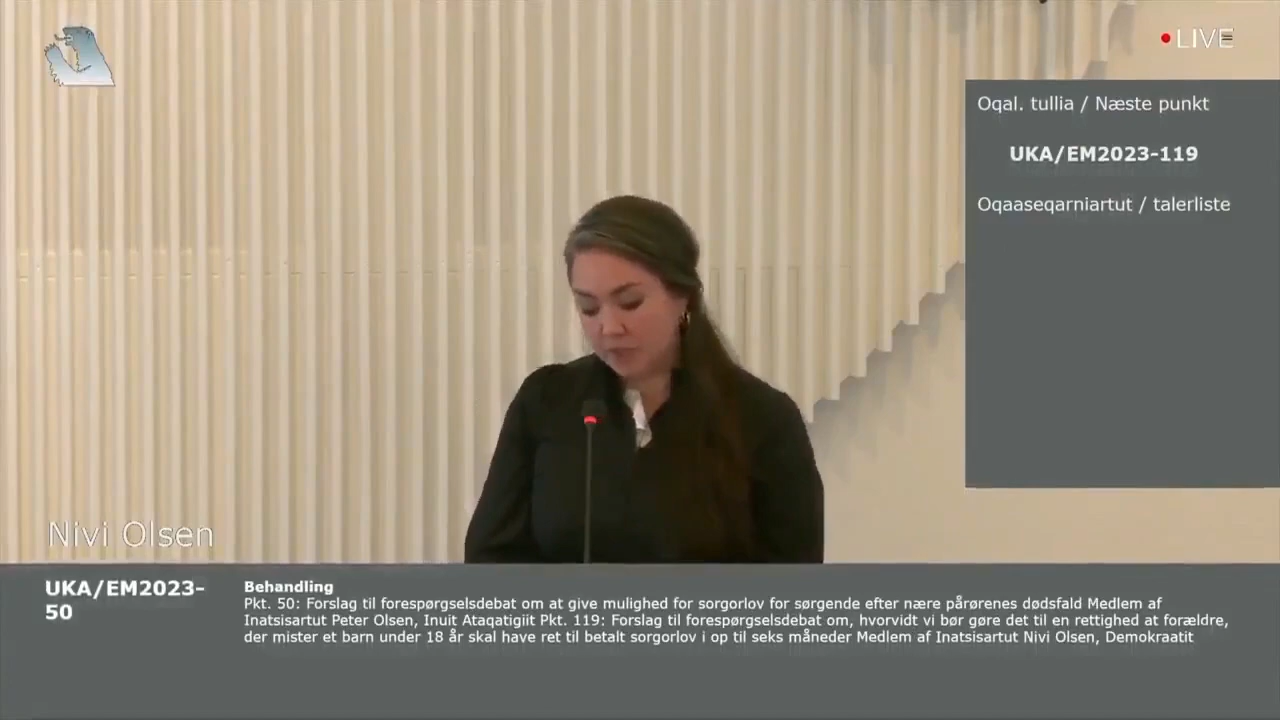 LIVE
Oqal. tullia / Næste punkt
UKA/EM2023-119
Oqaaseqarniartut / talerliste
Nivi Olsen
UKA/EM2023-
50
Behandling
Pkt. 50: Forslag til forespørgselsdebat om at give mulighed for sorgorlov for sørgende efter nære pårørenes dødsfald Medlem af
Inatsisartut Peter Olsen, Inuit Ataqatigiit Pkt. 119: Forslag til forespørgselsdebat om, hvorvidt vi bør gøre det til en rettighed at forældre,
der mister et barn under 18 år skal have ret til betalt sorgorlov i op til seks måneder Medlem af Inatsisartut Nivi Olsen, Demokraatit